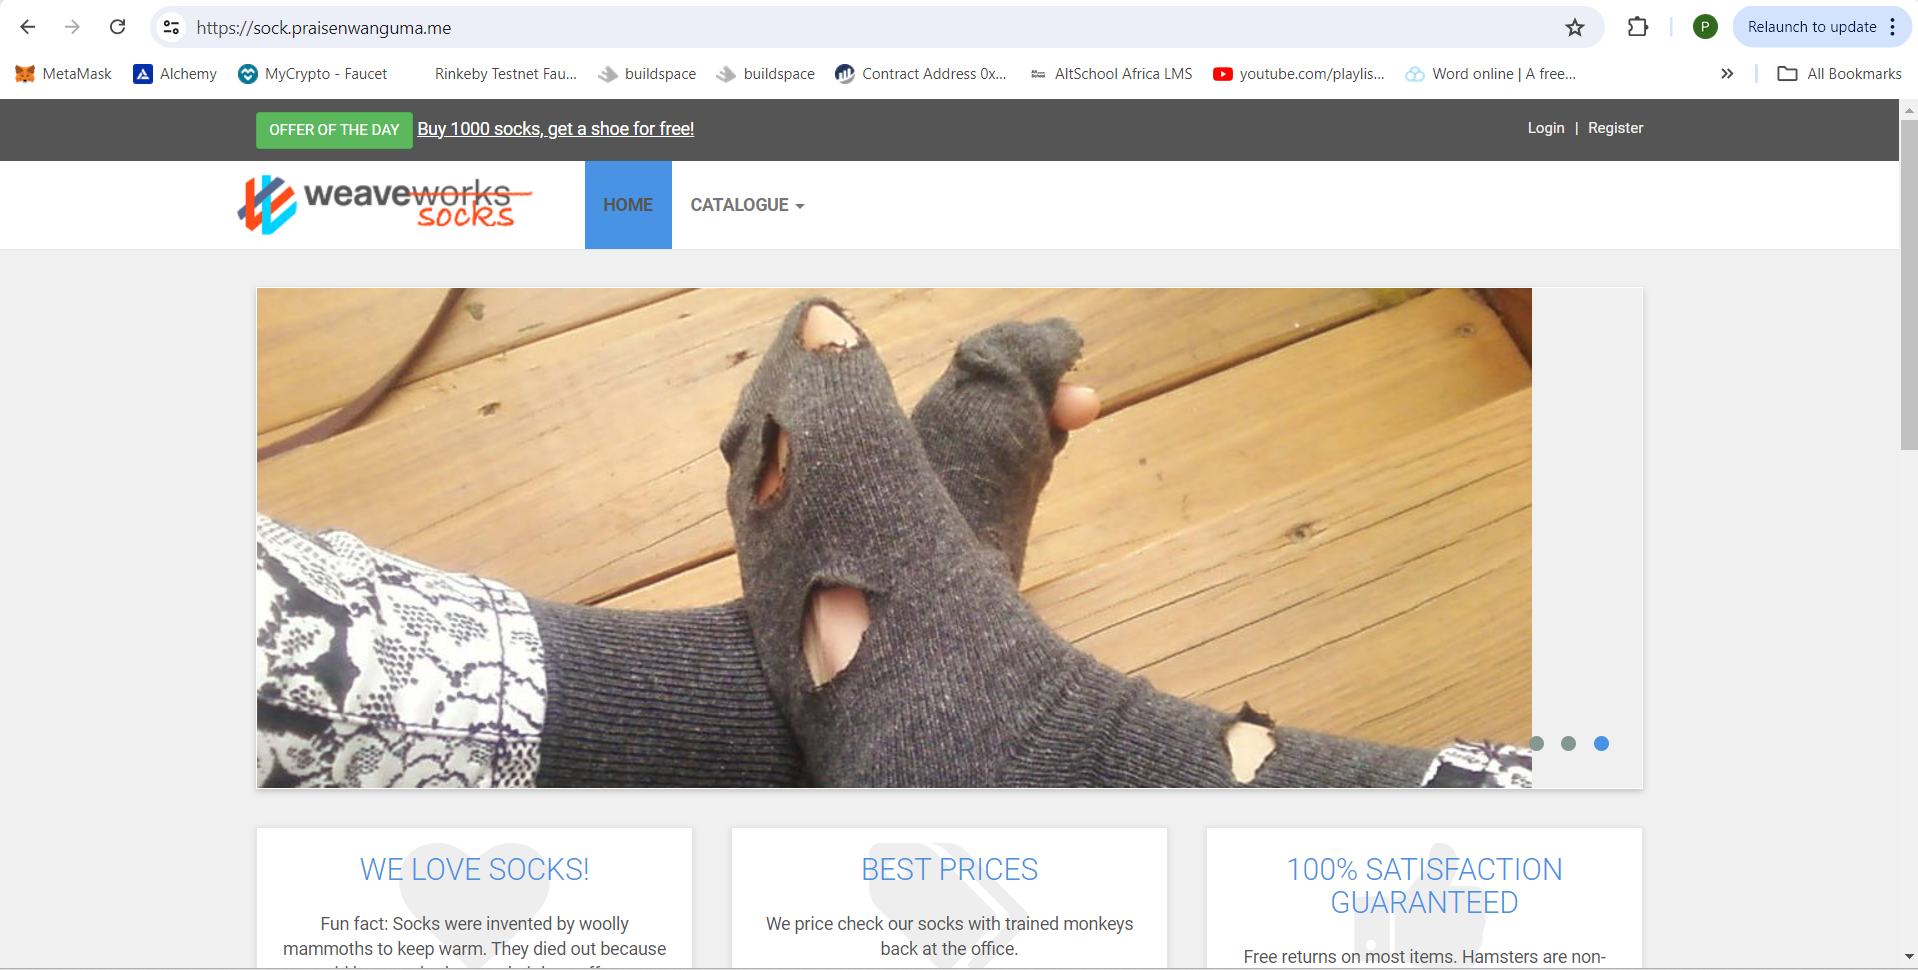 https://sock.praisenwanguma.me
P
Relaunch to update
MetaMask
Alchemy
MyCrypto - Faucet
Rinkeby Testnet Fau...
buildspace
buildspace
Contract Address 0x...
AltSchool Africa LMS
youtube.com/playlis...
Word online | A free...
All Bookmarks
OFFER OF THE DAY Buy 1000 socks, get a shoe for free!
Login | Register
weaveworks
socks
HOME
CATALOGUE
WE LOVE SOCKS!
Fun fact: Socks were invented by woolly
mammoths to keep warm. They died out because
BEST PRICES
We price check our socks with trained monkeys
back at the office.
100% SATISFACTION
GUARANTEED
Free returns on most items. Hamsters are non-